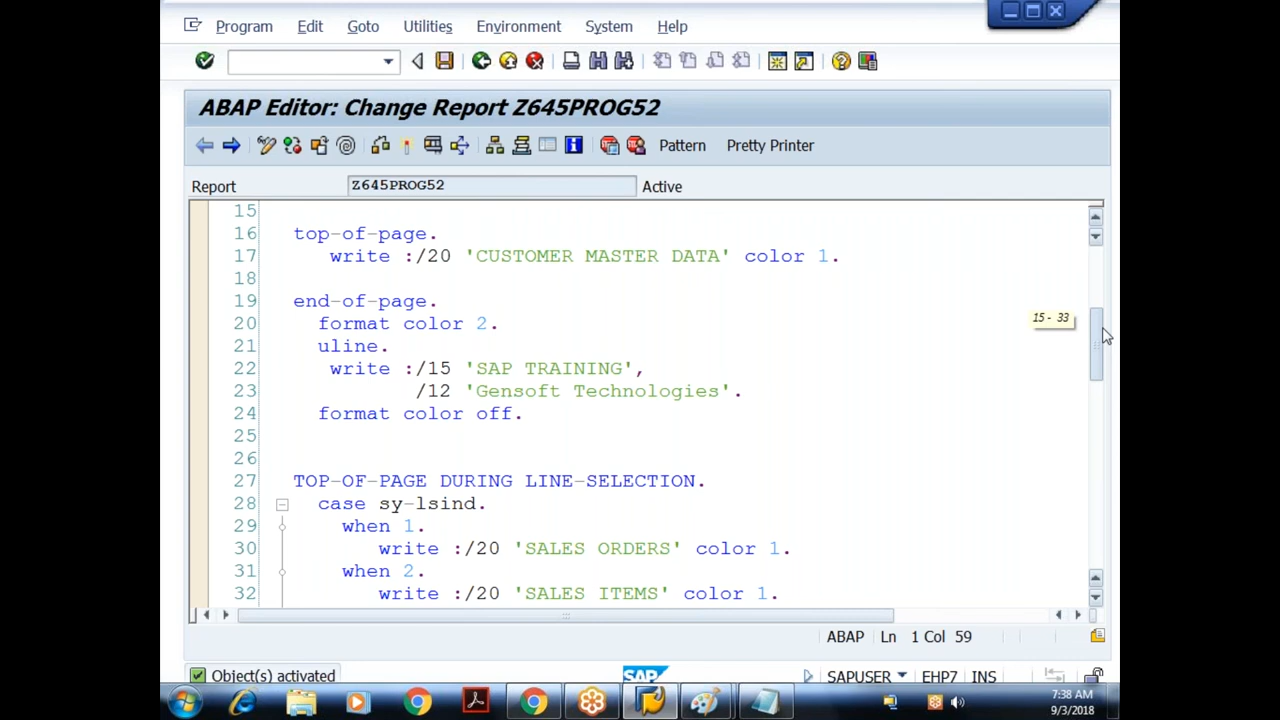 Program Edit Goto Utilities Environment System Help
ABAP Editor: Change Report Z645PROG52
Pattern Pretty Printer
Report Z645PROG52 Active
15
16 top-of-page.
17 write :/20 'CUSTOMER MASTER DATA' color 1.
18
19 end-of-page.
20 format color 2.
21 uline.
22 write :/15 'SAP TRAINING',
23 /12 'Gensoft Technologies'.
24 format color off.
25
26
27 TOP-OF-PAGE DURING LINE-SELECTION.
28 case sy-lsind.
29 when 1.
30 write :/20 'SALES ORDERS' color 1.
31 when 2.
32 write :/20 'SALES ITEMS' color 1.
15 - 33
ABAP Ln 1 Col 59
Object(s) activated SAP SAPUSER EHP7 INS
7:38 AM
9/3/2018